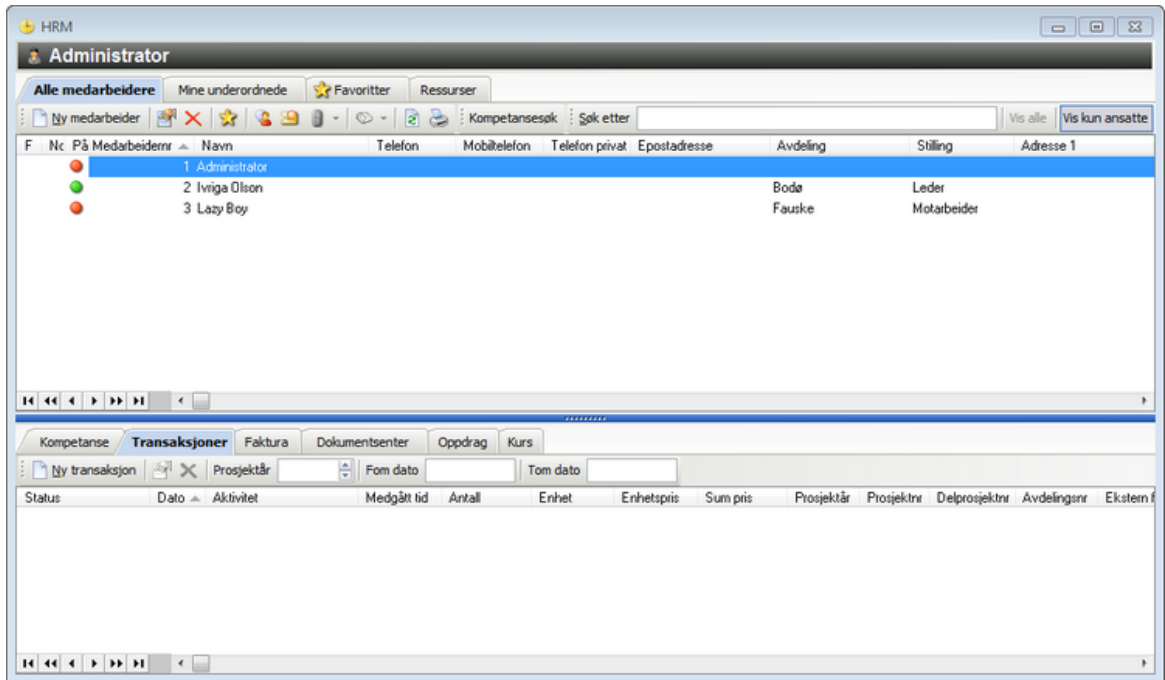 HRM
Administrator
Alle medarbeidere Mine underordnede Favoritter Ressurser
Ny medarbeider Kompetansesøk Søk etter Vis alle Vis kun ansatte
F Nc På Medarbeidernr Navn Telefon Mobiltelefon Telefon privat Epostadresse Avdeling Stilling Adresse 1
1 Administrator
2 Ivriga Olson Bodø Leder
3 Lazy Boy Fauske Motarbeider
Kompetanse Transaksjoner Faktura Dokumentsenter Oppdrag Kurs
Ny transaksjon Prosjektår Fom dato Tom dato
Status Dato Aktivitet Medgått tid Antall Enhet Enhetspris Sum pris Prosjektår Prosjektnr Delprosjektnr Avdelingsnr Ekstern f